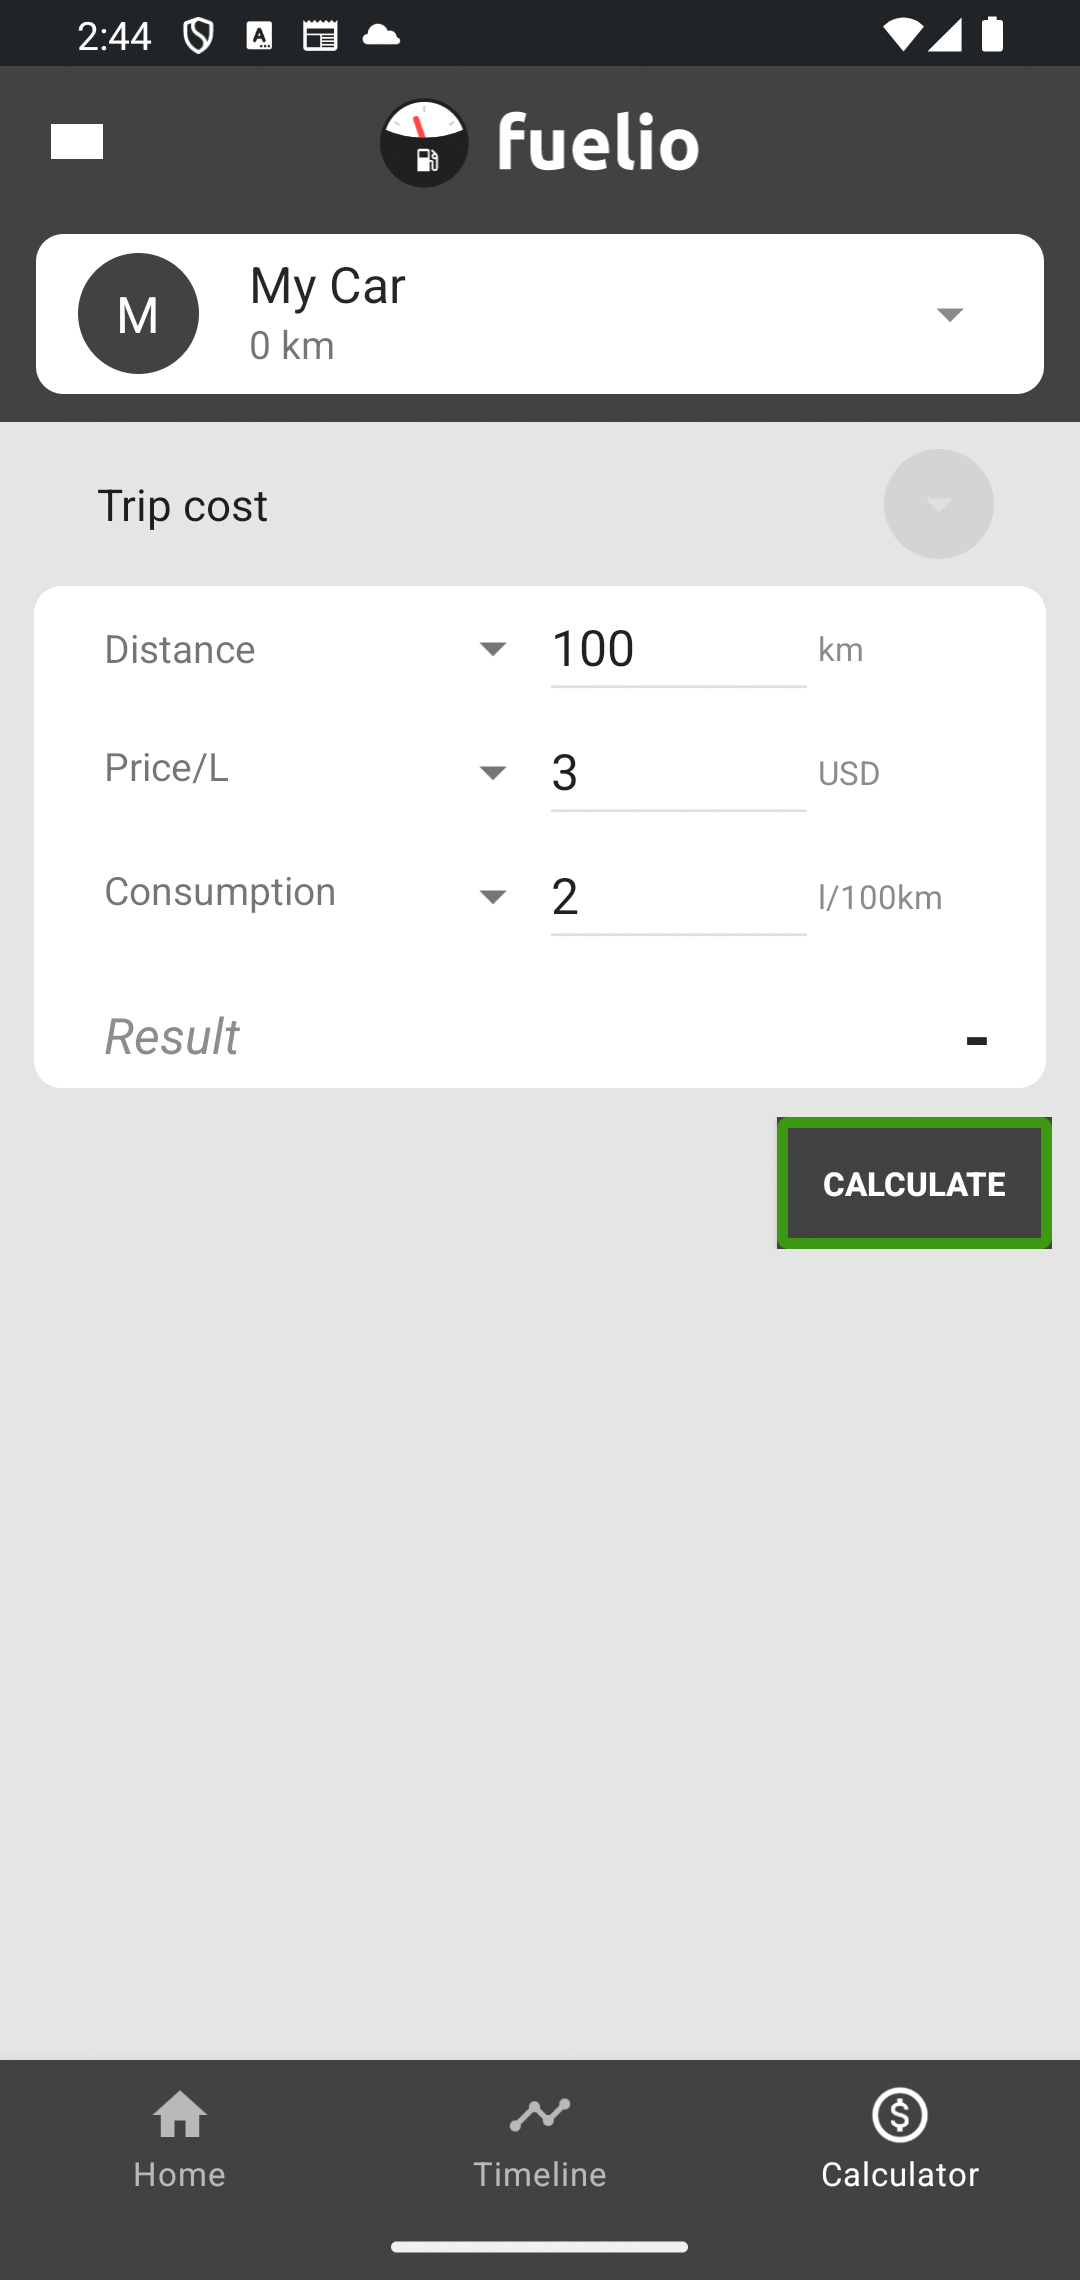 2:44
A
fuelio
M
My Car
0 km
Trip cost
Distance 100 km
Price/L 3 USD
Consumption 2 l/100km
Result -
CALCULATE
Home Timeline Calculator